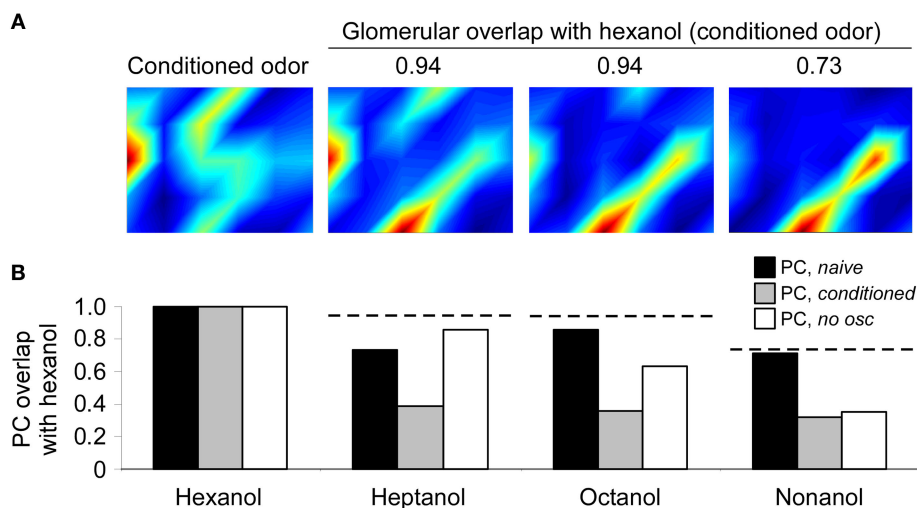 A
Glomerular overlap with hexanol (conditioned odor)
Conditioned odor 0.94 0.94 0.73
B
PC, naive
PC, conditioned
PC, no osc
PC overlap
with hexanol
1.0
0.8
0.6
0.4
0.2
0
Hexanol Heptanol Octanol Nonanol